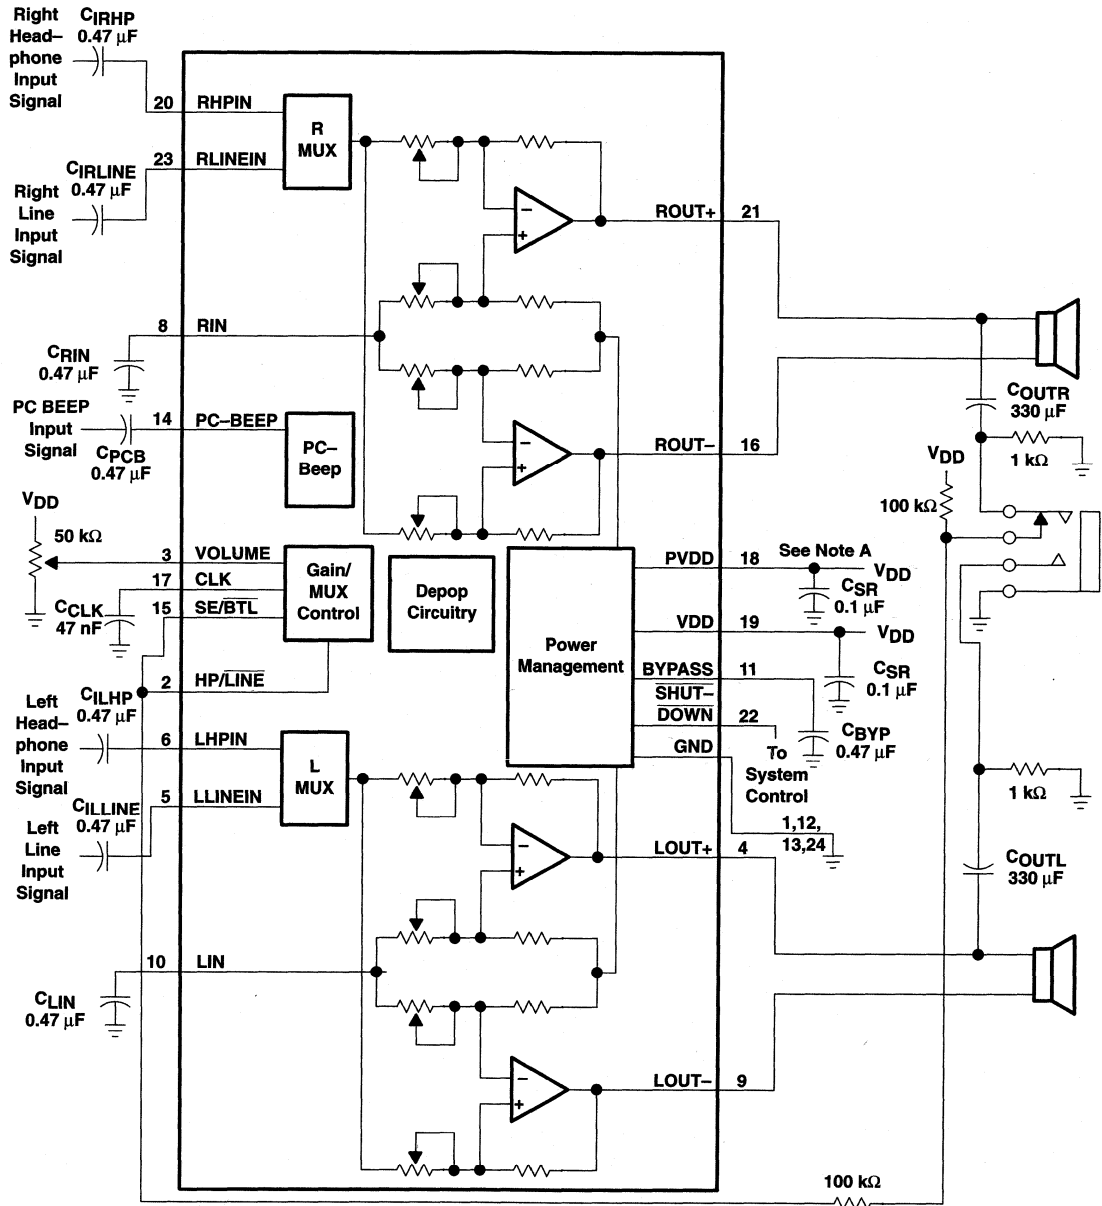 Right
Head–
phone
Input
Signal
CIRHP
0.47 µF
20
RHPIN
R
MUX
CIRLINE
0.47 µF
23
RLINEIN
Right
Line
Input
Signal
ROUT+
21
8
RIN
CRIN
0.47 µF
PC BEEP
Input
Signal
14
PC–BEEP
CPCB
0.47 µF
PC–
Beep
ROUT–
16
COUTR
330 µF
1 kΩ
VDD
100 kΩ
VDD
50 kΩ
3
VOLUME
17
CLK
15
SE/BTL
CCLK
47 nF
Gain/
MUX
Control
Depop
Circuitry
Power
Management
PVDD
18
See Note A
VDD
CSR
0.1 µF
VDD
19
VDD
CSR
0.1 µF
BYPASS
11
SHUT–
DOWN
22
GND
CBYP
0.47 µF
To
System
Control
1,12,
13,24
2
HP/LINE
Left
Head–
phone
Input
Signal
CILHP
0.47 µF
6
LHPIN
L
MUX
CILLINE
0.47 µF
5
LLINEIN
Left
Line
Input
Signal
LOUT+
4
1 kΩ
COUTL
330 µF
10
LIN
CLIN
0.47 µF
LOUT–
9
100 kΩ